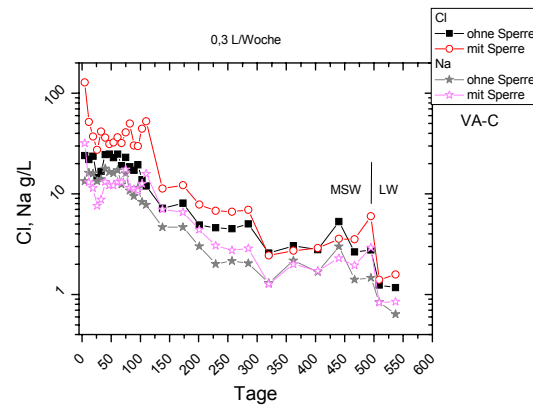 0,3 L/Woche
Cl
ohne Sperre
mit Sperre
Na
ohne Sperre
mit Sperre
VA-C
100
10
1
Cl, Na g/L
MSW
LW
0 50 100 150 200 250 300 350 400 450 500 550 600
Tage